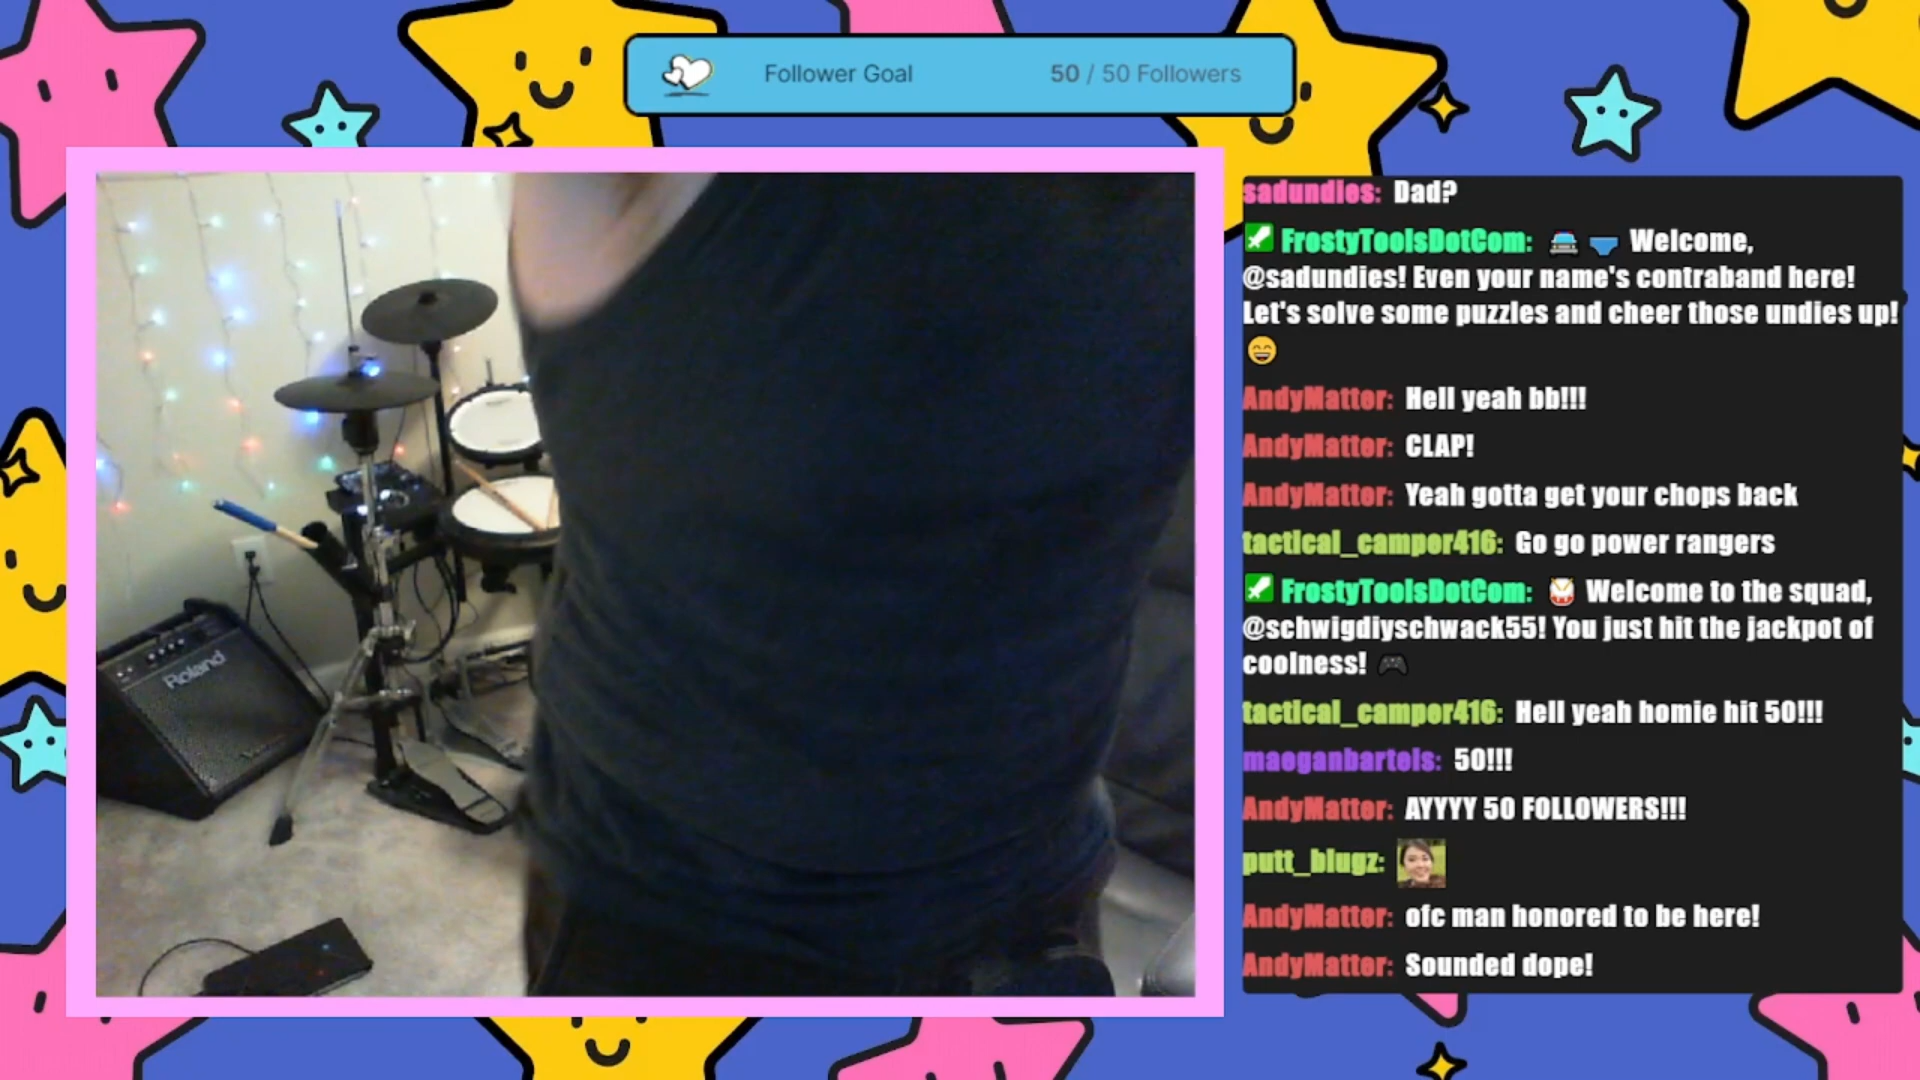 Follower Goal 50 / 50 Followers
sadundies: Dad?
FrostyToolsDotCom: Welcome,
@sadundies! Even your name's contraband here!
Let's solve some puzzles and cheer those undies up!
AndyMatter: Hell yeah bb!!!
AndyMatter: CLAP!
AndyMatter: Yeah gotta get your chops back
tactical_camper416: Go go power rangers
FrostyToolsDotCom: Welcome to the squad,
@schwigdiyschwack55! You just hit the jackpot of
coolness!
tactical_camper416: Hell yeah homie hit 50!!!
maeganbartels: 50!!!
AndyMatter: AYYYY 50 FOLLOWERS!!!
putt_blugz:
AndyMatter: ofc man honored to be here!
AndyMatter: Sounded dope!
Roland